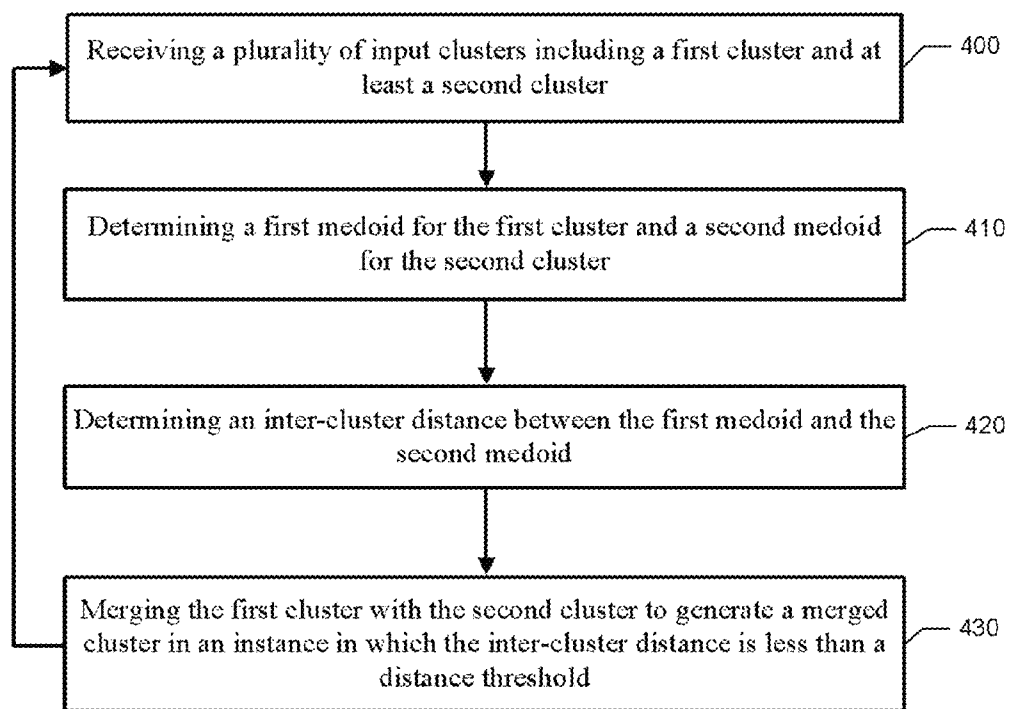 Receiving a plurality of input clusters including a first cluster and at
least a second cluster
400
Determining a first medoid for the first cluster and a second medoid
for the second cluster
410
Determining an inter-cluster distance between the first medoid and the
second medoid
420
Merging the first cluster with the second cluster to generate a merged
cluster in an instance in which the inter-cluster distance is less than a
distance threshold
430